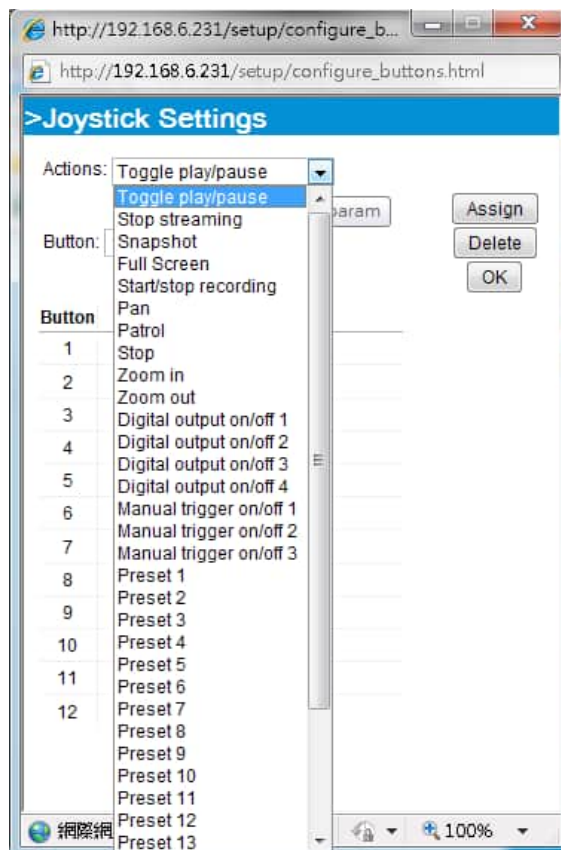 http://192.168.6.231/setup/configure_b...
http://192.168.6.231/setup/configure_buttons.html
>Joystick Settings
Actions: Toggle play/pause
Toggle play/pause
param Assign
Stop streaming
Button: Snapshot Delete
Full Screen
Start/stop recording OK
Button Pan
Patrol
1 Stop
2 Zoom in
Zoom out
3 Digital output on/off 1
4 Digital output on/off 2
Digital output on/off 3
5 Digital output on/off 4
6 Manual trigger on/off 1
Manual trigger on/off 2
7 Manual trigger on/off 3
8 Preset 1
Preset 2
9 Preset 3
10 Preset 4
Preset 5
11 Preset 6
12 Preset 7
Preset 8
Preset 9
Preset 10
Preset 11
Preset 12
網際網 100%
Preset 13